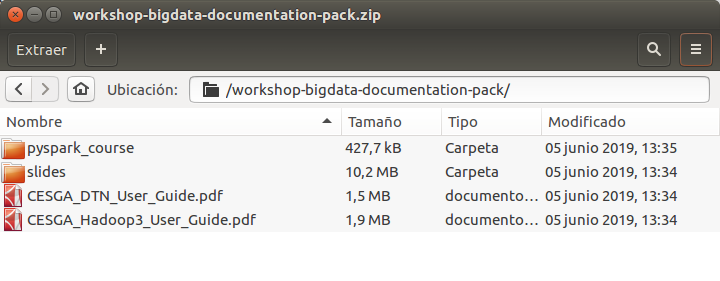 workshop-bigdata-documentation-pack.zip
Extraer +
Ubicación: /workshop-bigdata-documentation-pack/
Nombre Tamaño Tipo Modificado
pyspark_course 427,7 kB Carpeta 05 junio 2019, 13:35
slides 10,2 MB Carpeta 05 junio 2019, 13:34
CESGA_DTN_User_Guide.pdf 1,5 MB documento… 05 junio 2019, 13:34
CESGA_Hadoop3_User_Guide.pdf 1,9 MB documento… 05 junio 2019, 13:34